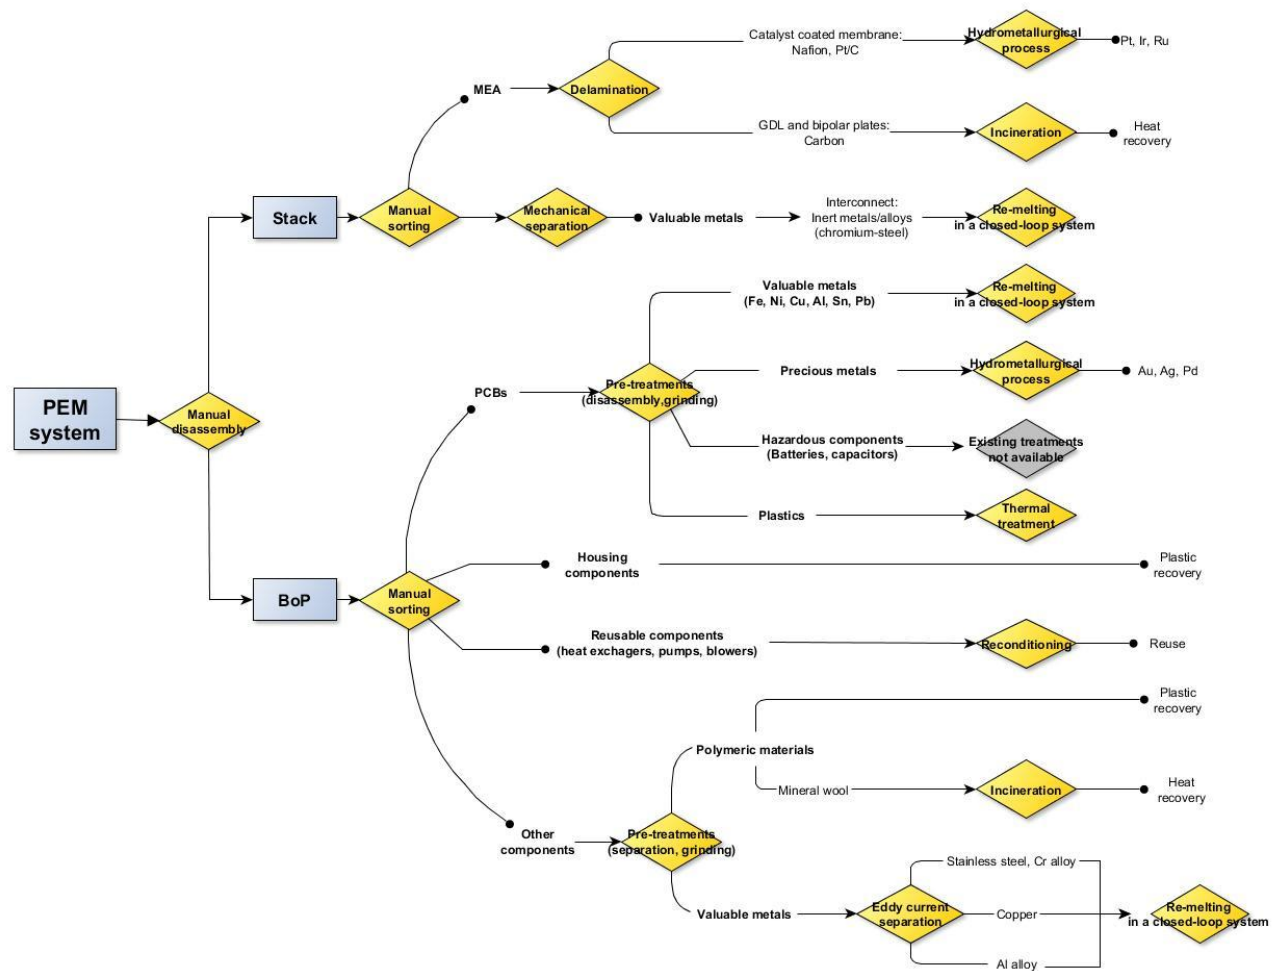 Catalyst coated membrane:
Nafion, Pt/C
Hydrometallurgical
process
Pt, Ir, Ru
MEA
Delamination
GDL and bipolar plates:
Carbon
Incineration
Heat
recovery
Stack
Manual
sorting
Mechanical
separation
Valuable metals
Interconnect:
Inert metals/alloys
(chromium-steel)
Re-melting
in a closed-loop system
Valuable metals
(Fe, Ni, Cu, Al, Sn, Pb)
Re-melting
in a closed-loop system
Precious metals
Hydrometallurgical
process
Au, Ag, Pd
PCBs
Pre-treatments
(disassembly,grinding)
PEM
system
Manual
disassembly
Hazardous components
(Batteries, capacitors)
Existing treatments
not available
Plastics
Thermal
treatment
Housing
components
Plastic
recovery
BoP
Manual
sorting
Reusable components
(heat exchagers, pumps, blowers)
Reconditioning
Reuse
Plastic
recovery
Polymeric materials
Mineral wool
Incineration
Heat
recovery
Other
components
Pre-treatments
(separation, grinding)
Stainless steel, Cr alloy
Valuable metals
Eddy current
separation
Copper
Re-melting
in a closed-loop system
Al alloy